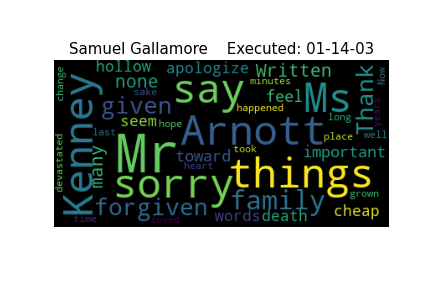 Samuel Gallamore    Executed: 01-14-03
change
hollow
apologize
Written
Now
none
sake
minutes
Thank
Kenney
given
say
feel
Ms
happened
years
long
seem
hope
Arnott
last
Mr
took
place
well
devastated
many
toward
important
heart
sorry
things
grown
forgiven
family
words
death
cheap
time
loved